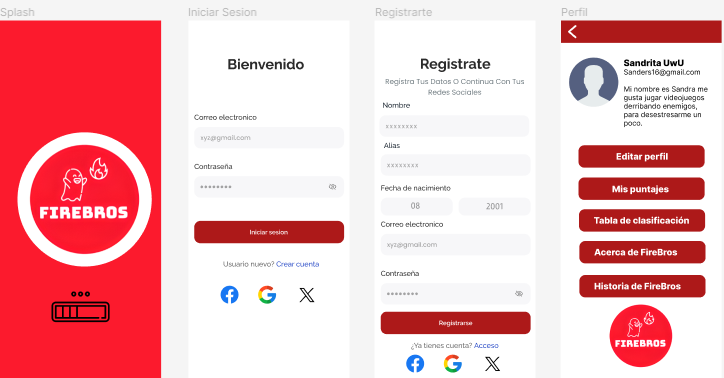 Splash
FIREBROS
Iniciar Sesion
Bienvenido
Correo electronico
xyz@gmail.com
Contraseña
Iniciar sesion
Usuario nuevo? Crear cuenta
Registrarte
Registrate
Registra Tus Datos O Continua Con Tus
Redes Sociales
Nombre
xxxxxxxx
Alias
xxxxxxxx
Fecha de nacimiento
08 2001
Correo electronico
xyz@gmail.com
Contraseña
Registrarse
¿Ya tienes cuenta? Acceso
Perfil
Sandrita UwU
Sanders16@gmail.com
Mi nombre es Sandra me
gusta jugar videojuegos
derribando enemigos,
para desestresarme un
poco.
Editar perfil
Mis puntajes
Tabla de clasificación
Acerca de FireBros
Historia de FireBros
FIREBROS